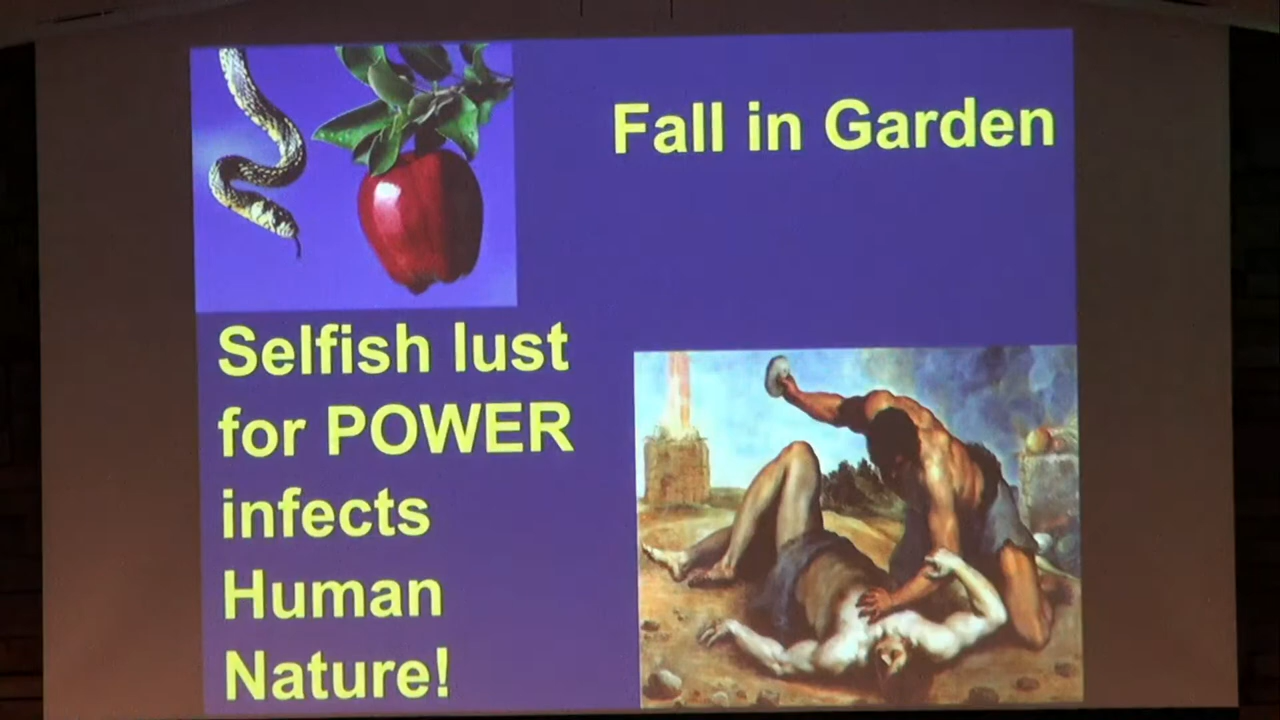 Fall in Garden
Selfish lust
for POWER
infects
Human
Nature!